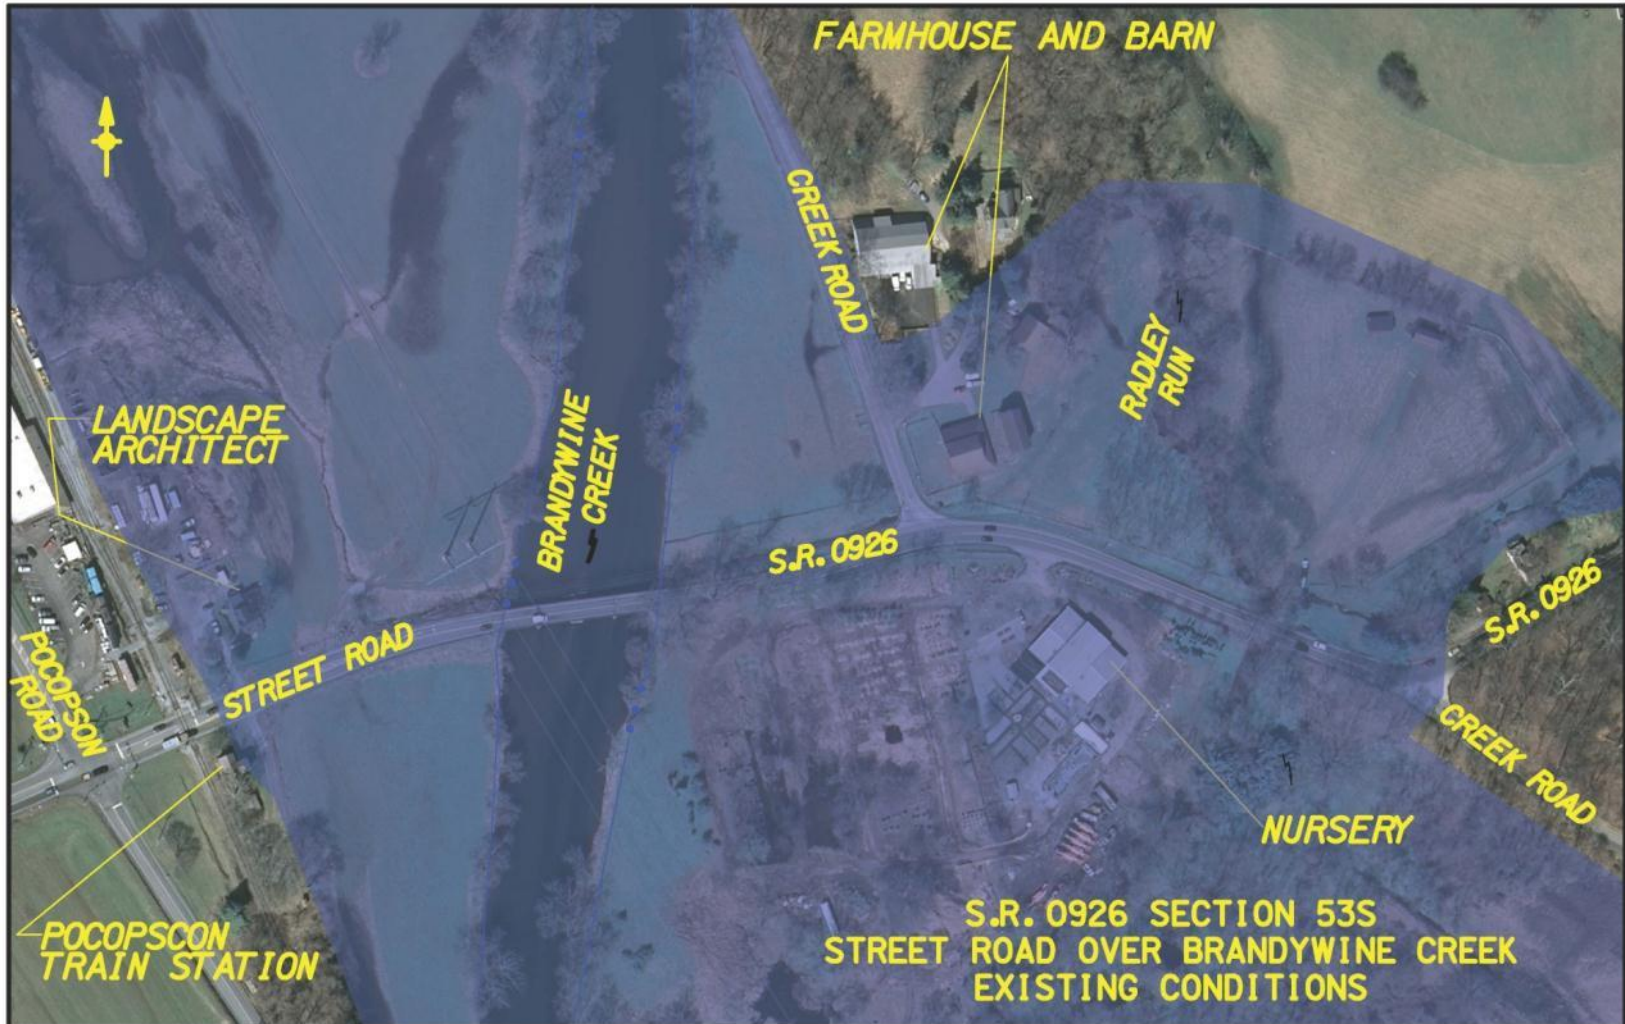 FARMHOUSE AND BARN
CREEK ROAD
RADLEY
RUN
LANDSCAPE
ARCHITECT
BRANDYWINE
CREEK
S.R. 0926
S.R. 0926
STREET ROAD
POCOPSON
ROAD
CREEK ROAD
NURSERY
POCOPSCON
TRAIN STATION
S.R. 0926 SECTION 53S
STREET ROAD OVER BRANDYWINE CREEK
EXISTING CONDITIONS